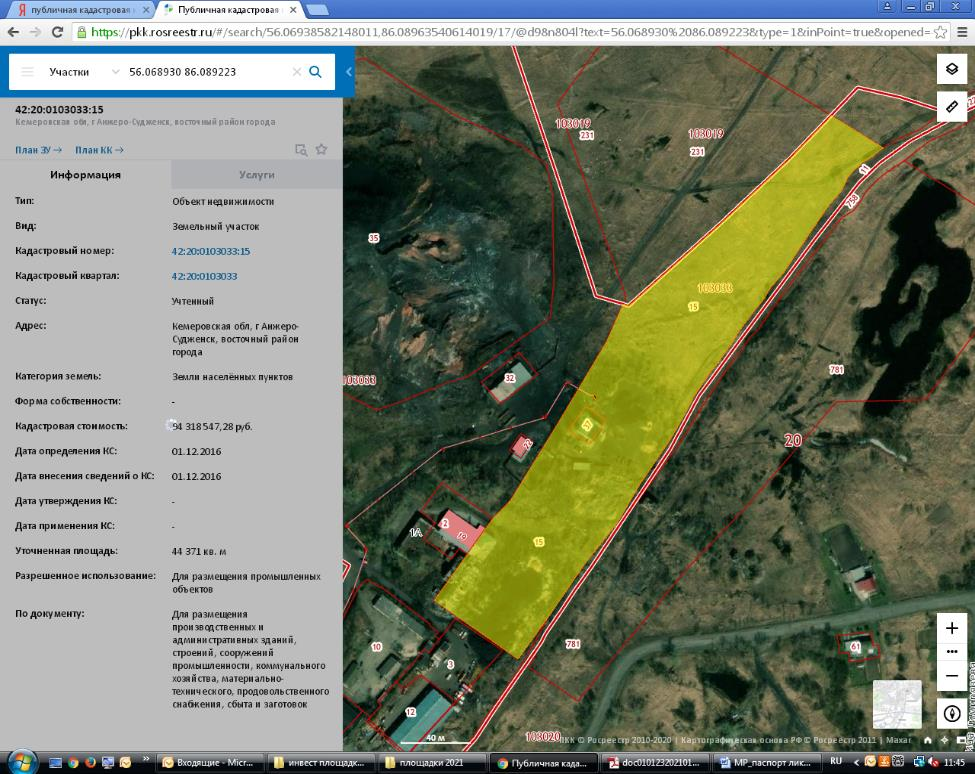 публичная кадастровая к
Публичная кадастровая к
https://pkk.rosreestr.ru/#/search/56.06938582148011,86.08963540614019/17/@d98n804l?text=56.068930%2086.089223&type=1&inPoint=true&opened=
Участки
56.068930 86.089223
42:20:0103033:15
Кемеровская обл, г Анжеро-Судженск, восточный район города
План ЗУ→ План КК→
Информация Услуги
Тип: Объект недвижимости
Вид: Земельный участок
Кадастровый номер: 42:20:0103033:15
Кадастровый квартал: 42:20:0103033
Статус: Учтенный
Адрес: Кемеровская обл, г Анжеро-
Судженск, восточный район
города
Категория земель: Земли населённых пунктов
Форма собственности: -
Кадастровая стоимость: 94 318 547,28 руб.
Дата определения КС: 01.12.2016
Дата внесения сведений о КС: 01.12.2016
Дата утверждения КС: -
Дата применения КС: -
Уточненная площадь: 44 371 кв. м
Разрешенное использование: Для размещения промышленных
объектов
По документу: Для размещения
производственных и
административных зданий,
строений, сооружений
промышленности, коммунального
хозяйства, материально-
технического, продовольственного
снабжения, сбыта и заготовок
103019
231
103019
231
11
758
35
103033
15
781
103033
32
37
20
22
2
1А
15
10
3
781
61
12
40 м
103020
ПКК © Росреестр 2010-2020 | Картографическая основа РФ © Росреестр 2011 | Maxar
Входящие - Micr...
инвест площадк...
площадки 2021
Публичная када...
doc010123202101...
МР_паспорт лик...
RU
11:45